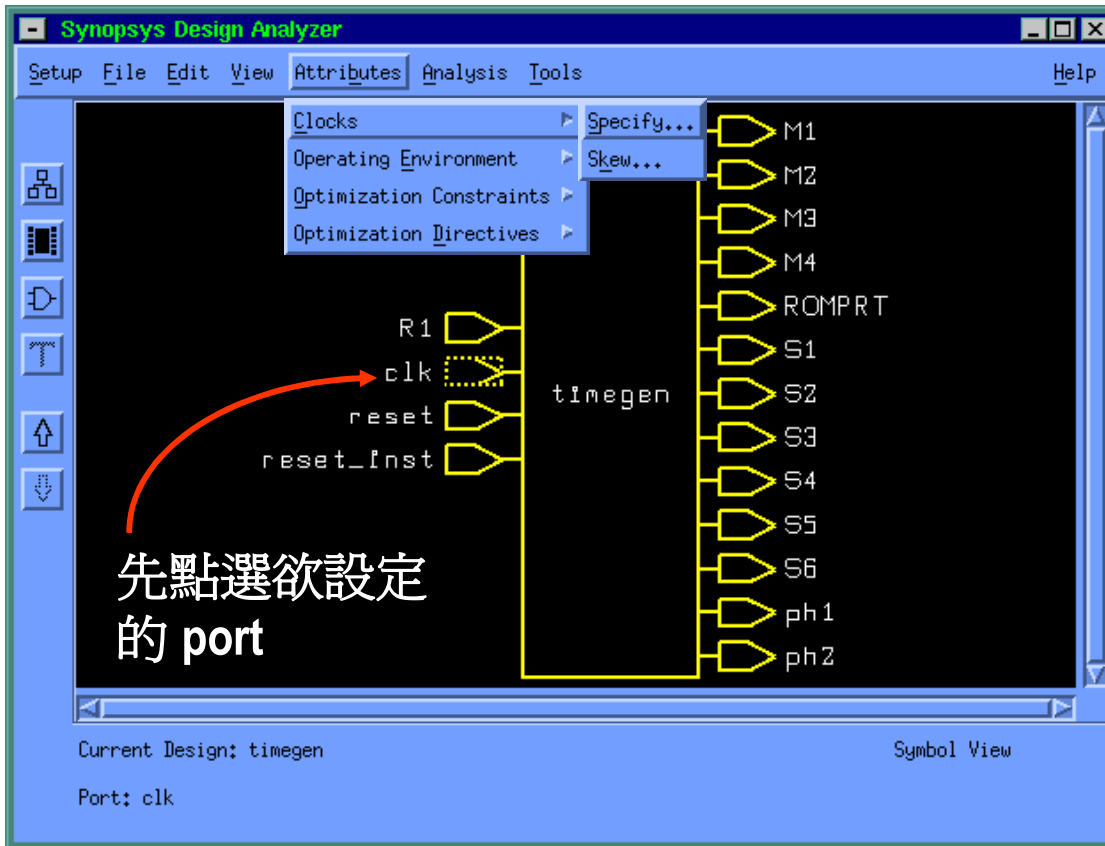 Synopsys Design Analyzer
Setup File Edit View Attributes Analysis Tools Help
Clocks
Specify...
Operating Environment
Skew...
Optimization Constraints
Optimization Directives
M1
M2
M3
M4
ROMPRT
S1
S2
S3
S4
S5
S6
ph1
ph2
R1
clk
reset
reset_Inst
timegen
先點選欲設定
的 port
Current Design: timegen
Symbol View
Port: clk